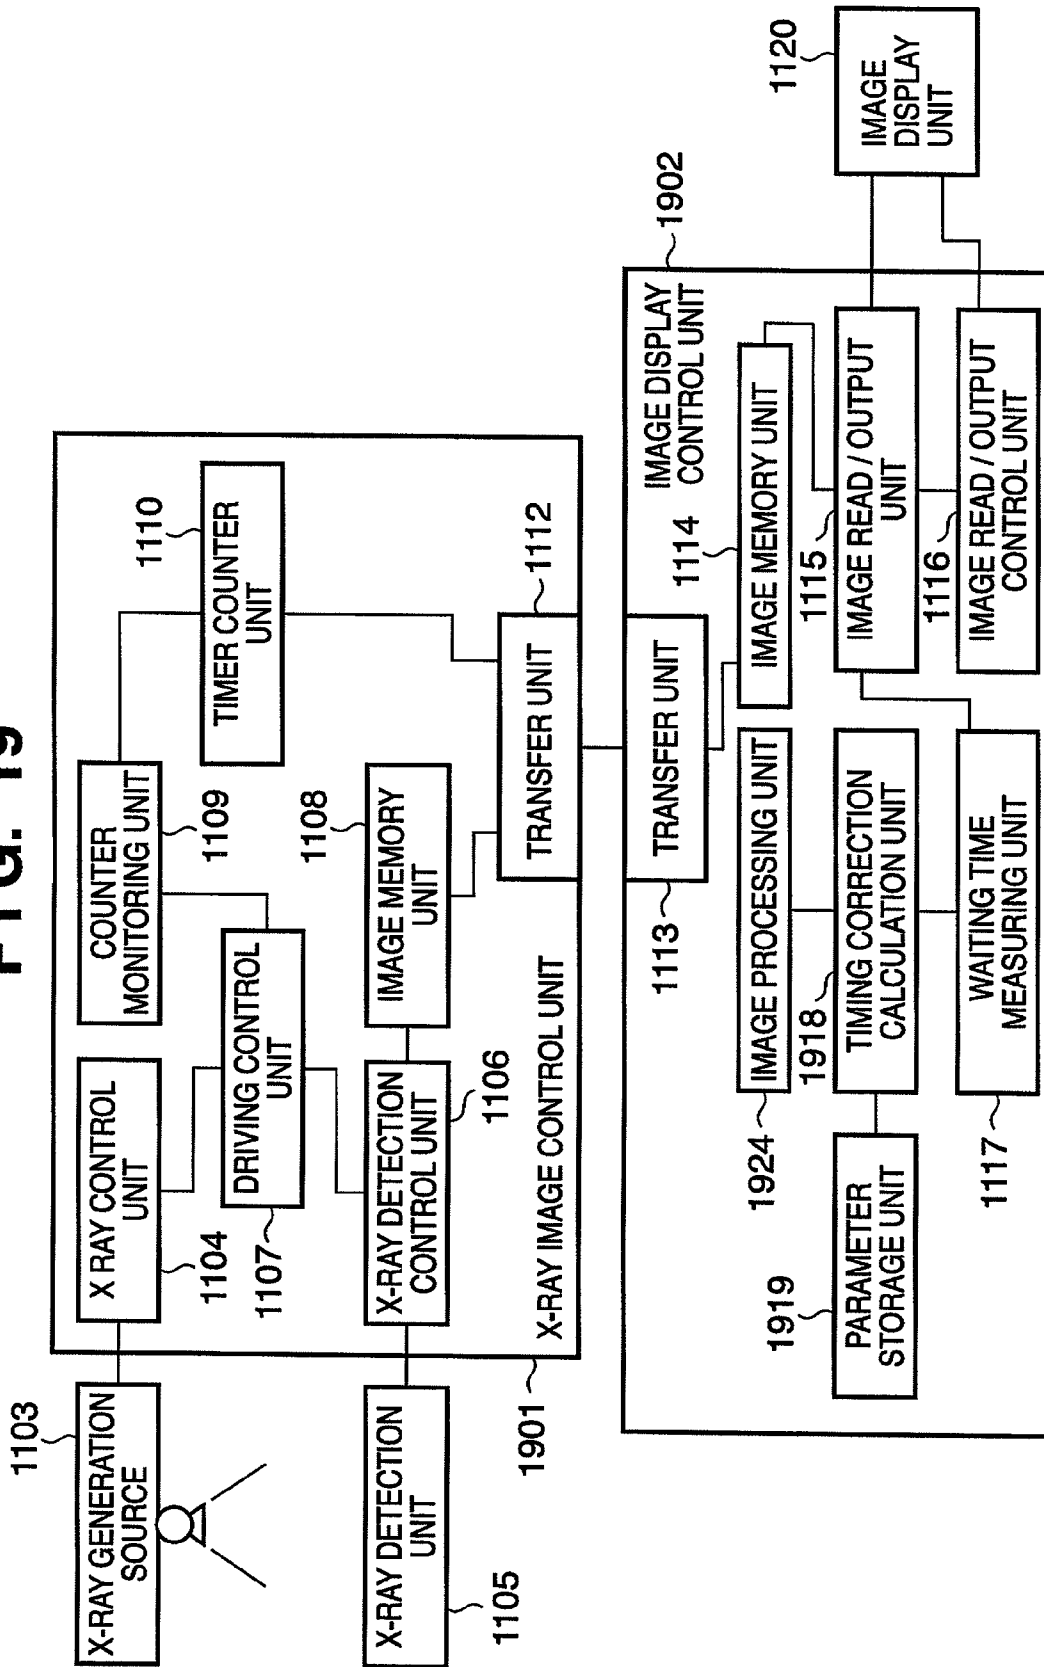 FIG. 19
1103
X-RAY GENERATION
SOURCE
X RAY CONTROL
UNIT
1104
COUNTER
MONITORING UNIT
1109
1110
TIMER COUNTER
UNIT
DRIVING CONTROL
UNIT
1107
1108
IMAGE MEMORY
UNIT
X-RAY DETECTION
UNIT
1105
X-RAY DETECTION
CONTROL UNIT
1106
TRANSFER UNIT
1112
1901
X-RAY IMAGE CONTROL UNIT
1902
IMAGE DISPLAY
CONTROL UNIT
TRANSFER UNIT
1113
1114
IMAGE MEMORY UNIT
1924
IMAGE PROCESSING UNIT
1919
PARAMETER
STORAGE UNIT
1918
TIMING CORRECTION
CALCULATION UNIT
1115
IMAGE READ / OUTPUT
UNIT
1120
IMAGE
DISPLAY
UNIT
1117
WAITING TIME
MEASURING UNIT
1116
IMAGE READ / OUTPUT
CONTROL UNIT